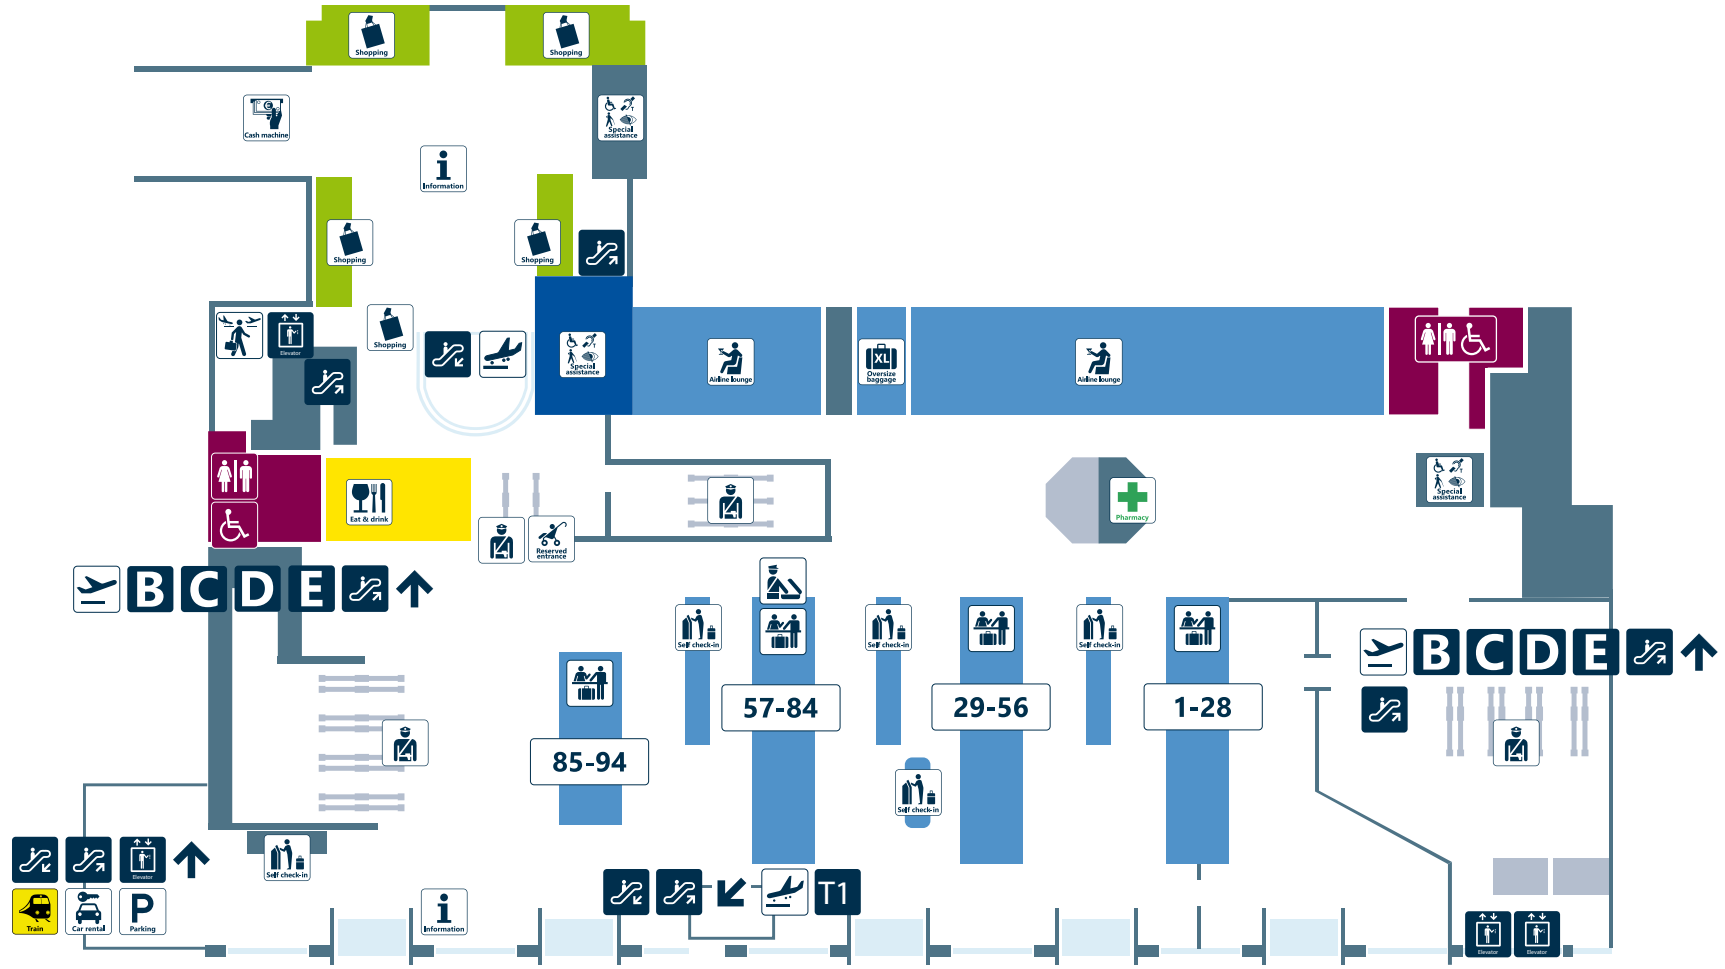 Shopping
Shopping
Cash machine
T
Special
assistance
i
Information
Shopping
Shopping
Shopping
Elevator
T
Special
assistance
Airline lounge
XL
Oversize
baggage
Airline lounge
Eat & drink
Reserved
entrance
Pharmacy
T
Special
assistance
B C D E
Self check-in
Self check-in
Self check-in
B C D E
57-84
29-56
1-28
85-94
Self check-in
Elevator
Self check-in
Train
Car rental
P
Parking
i
Information
T1
Elevator
Elevator